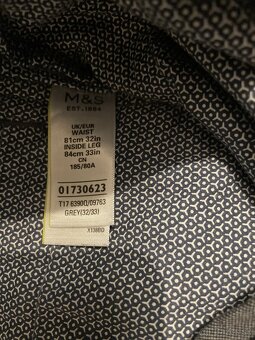 M&S
EST. 1884
UK/EUR
WAIST
81cm 32in
INSIDE LEG
84cm 33in
CN
185/80A
01730623
T17 6390Q/09763
GREY(32/33)